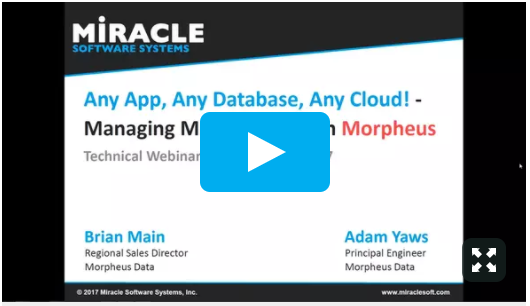 MiRACLE
SOFTWARE SYSTEMS
Any App, Any Database, Any Cloud! -
Managing M Morpheus
Technical Webinar
Brian Main
Regional Sales Director
Morpheus Data
Adam Yaws
Principal Engineer
Morpheus Data
© 2017 Miracle Software Systems, Inc.
www.miraclesoft.com